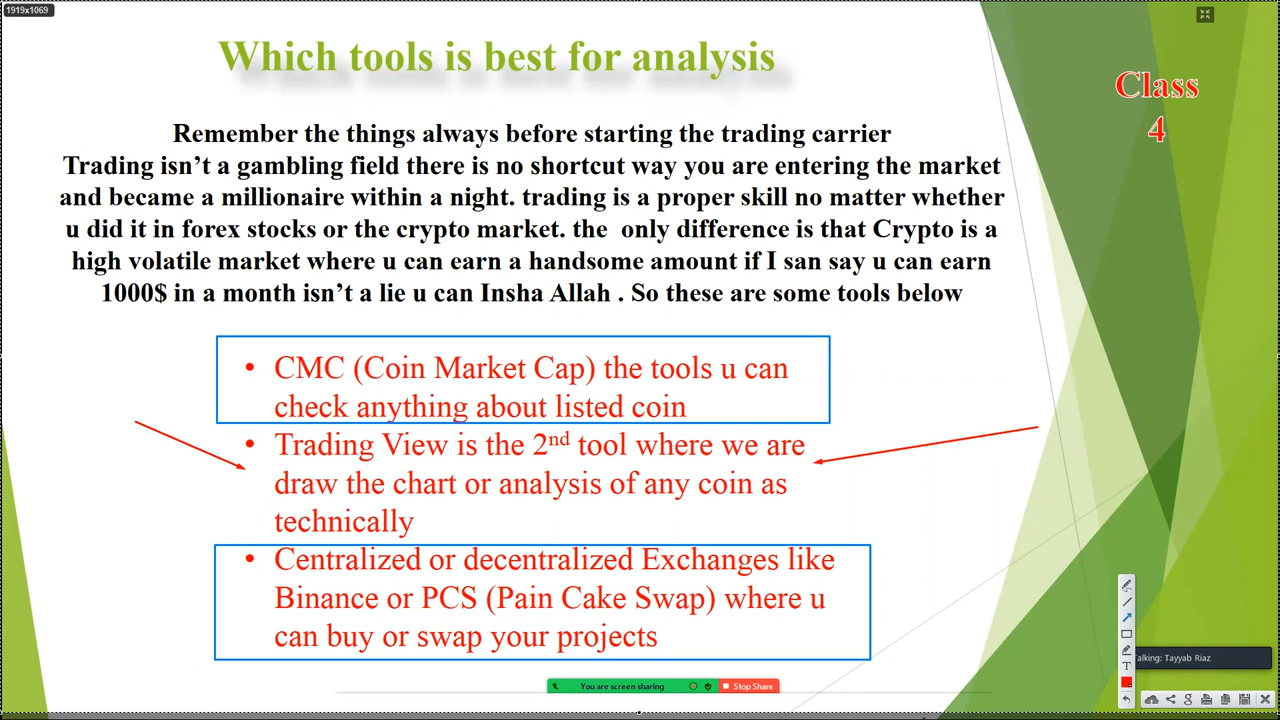 1919x1069
Which tools is best for analysis
Class
4
Remember the things always before starting the trading carrier
Trading isn’t a gambling field there is no shortcut way you are entering the market
and became a millionaire within a night. trading is a proper skill no matter whether
u did it in forex stocks or the crypto market. the only difference is that Crypto is a
high volatile market where u can earn a handsome amount if I san say u can earn
1000$ in a month isn’t a lie u can Insha Allah . So these are some tools below
• CMC (Coin Market Cap) the tools u can
check anything about listed coin
• Trading View is the 2nd tool where we are
draw the chart or analysis of any coin as
technically
• Centralized or decentralized Exchanges like
Binance or PCS (Pain Cake Swap) where u
can buy or swap your projects
Talking: Tayyab Riaz
You are screen sharing
Stop Share